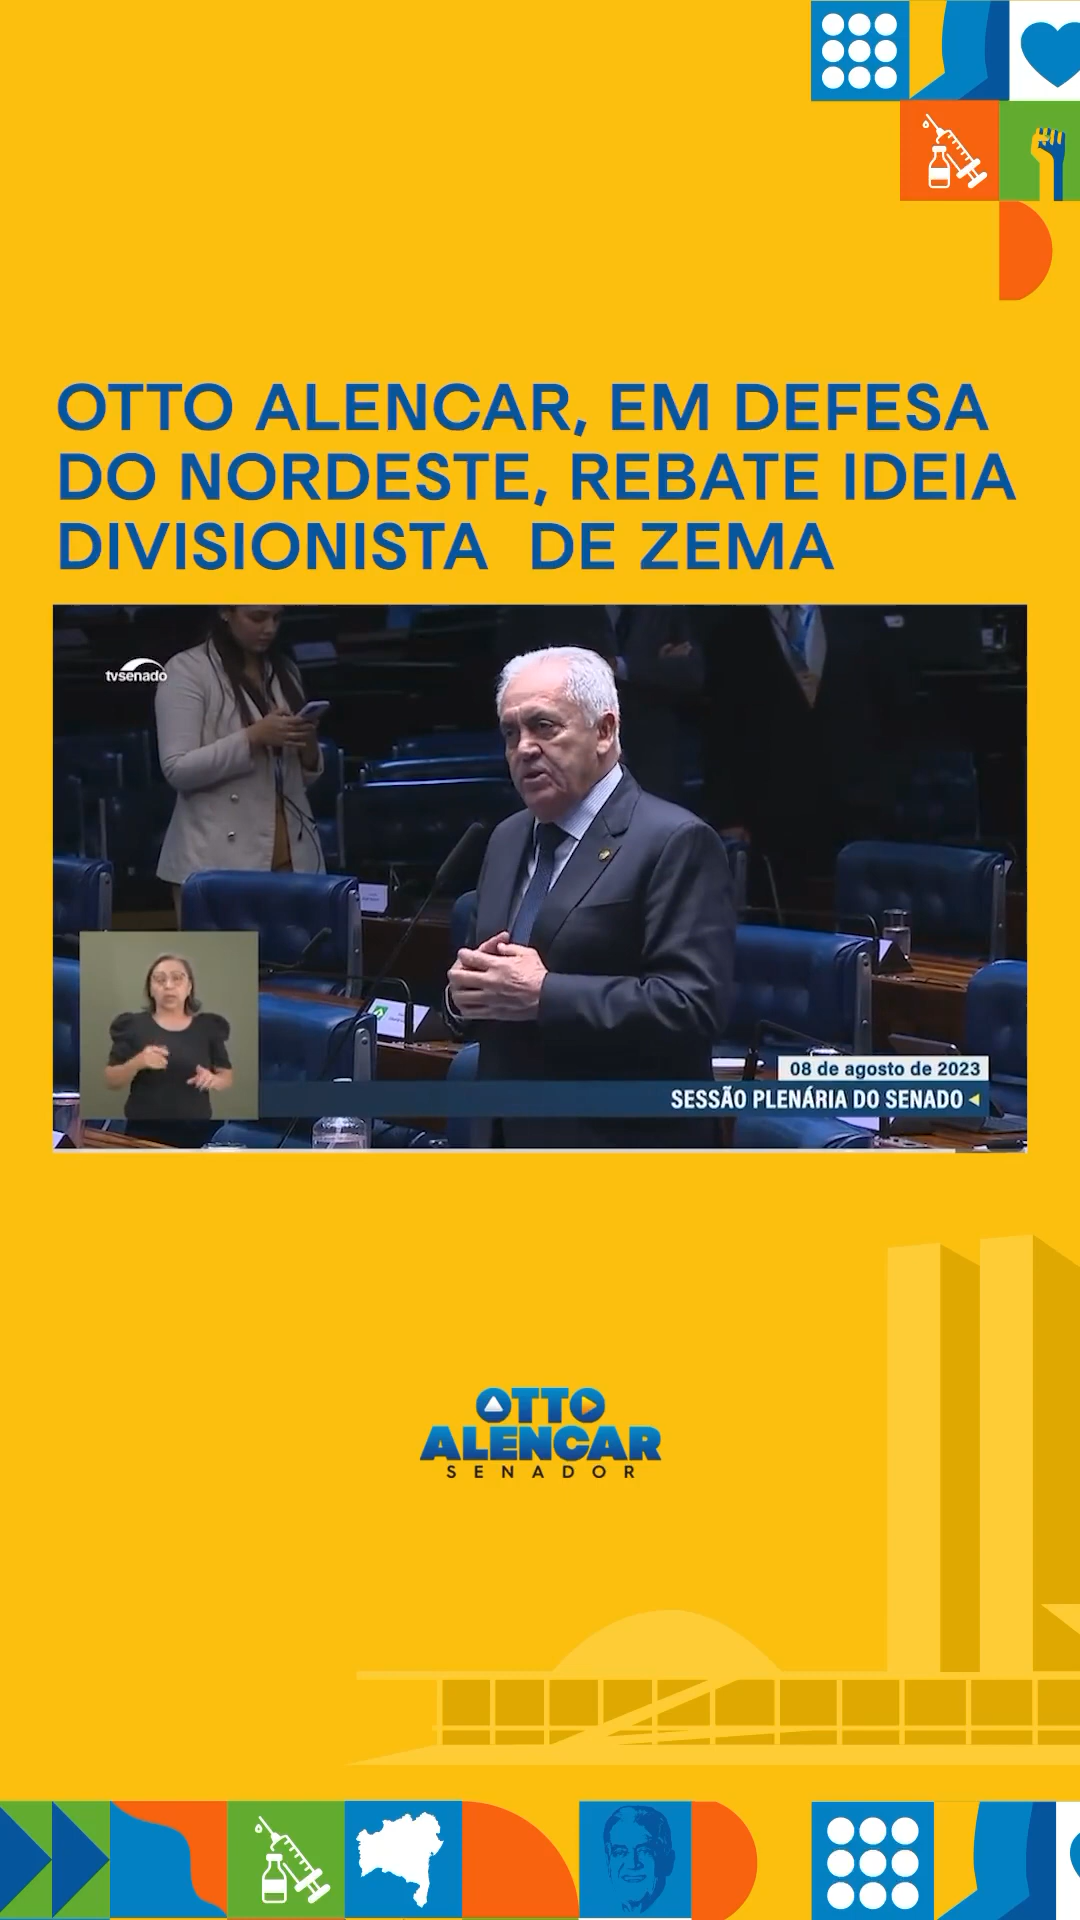 OTTO ALENCAR, EM DEFESA
DO NORDESTE, REBATE IDEIA
DIVISIONISTA DE ZEMA
tvsenado
08 de agosto de 2023
SESSÃO PLENÁRIA DO SENADO
OTTO
ALENCAR
SENADOR